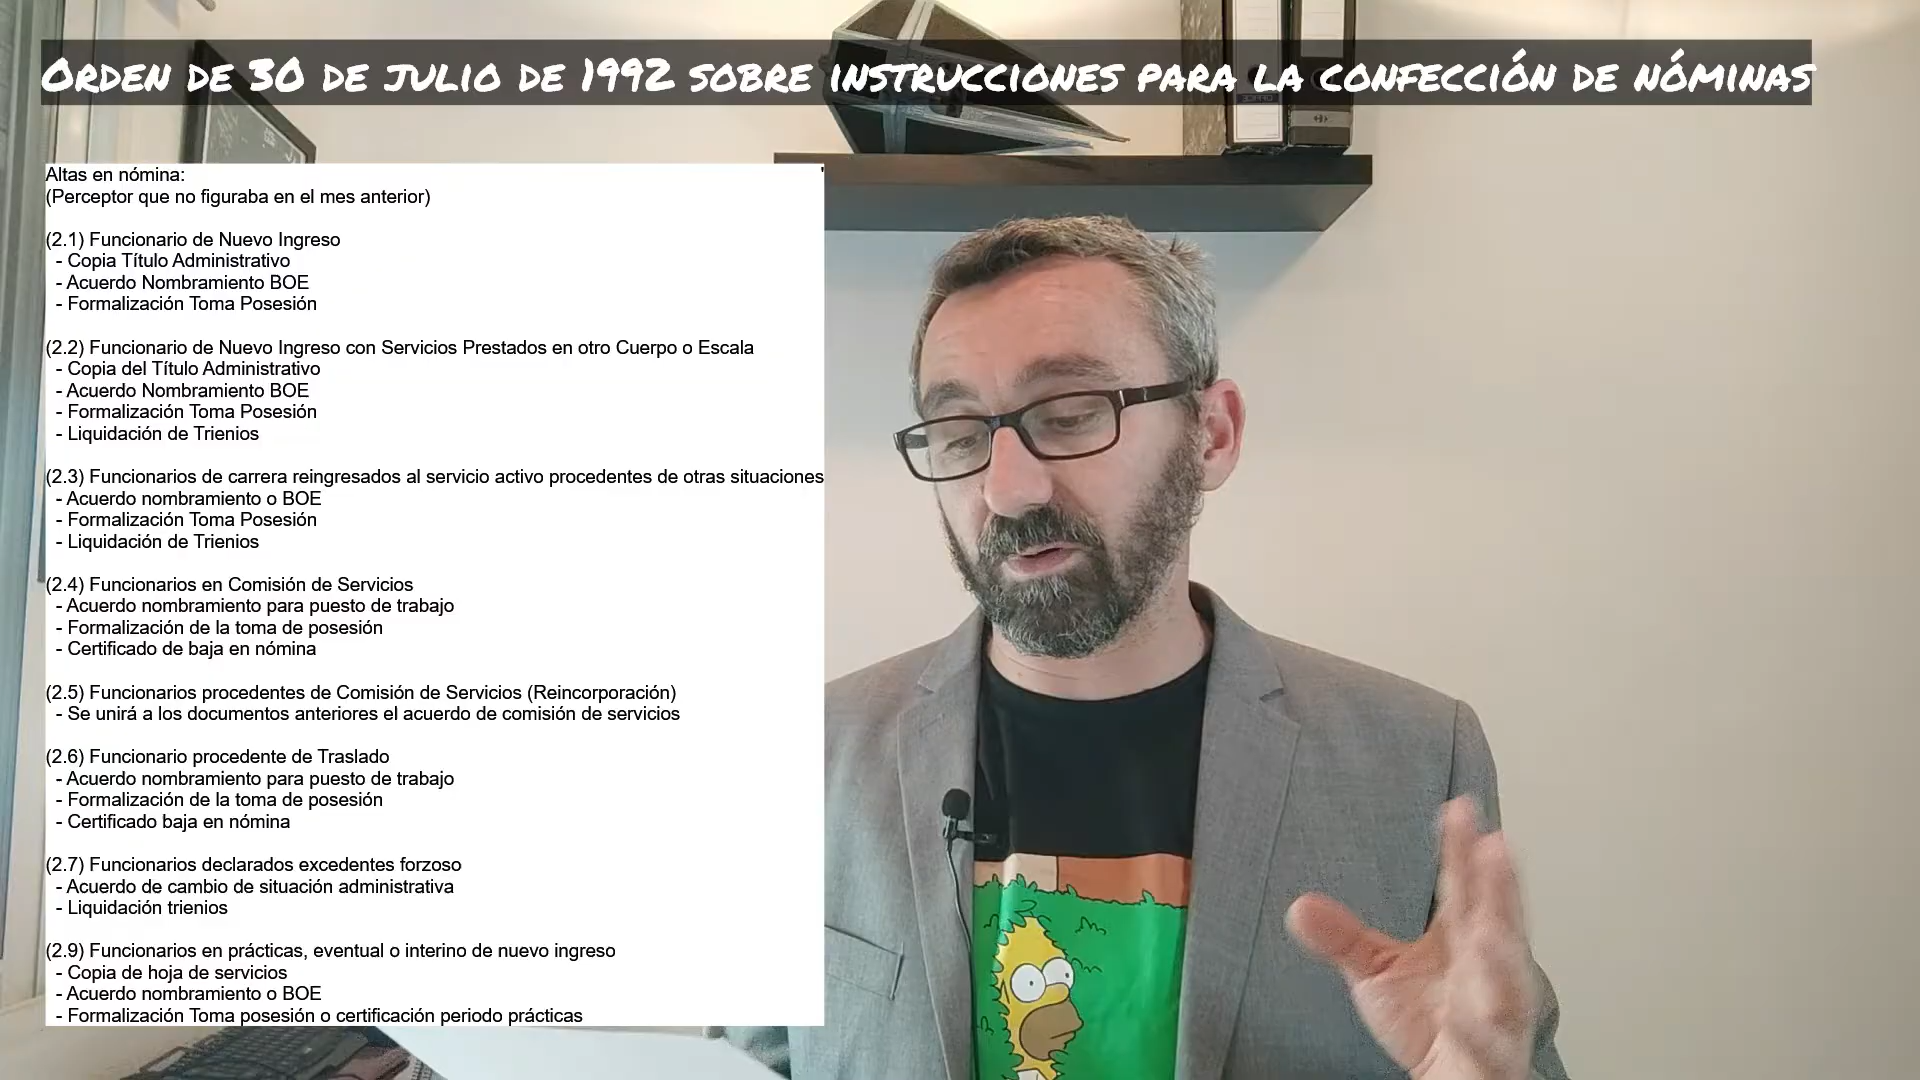 Orden de 30 de julio de 1992 sobre instrucciones para la confección de nóminas
Altas en nómina:
(Perceptor que no figuraba en el mes anterior)
(2.1) Funcionario de Nuevo Ingreso
- Copia Título Administrativo
- Acuerdo Nombramiento BOE
- Formalización Toma Posesión
(2.2) Funcionario de Nuevo Ingreso con Servicios Prestados en otro Cuerpo o Escala
- Copia del Título Administrativo
- Acuerdo Nombramiento BOE
- Formalización Toma Posesión
- Liquidación de Trienios
(2.3) Funcionarios de carrera reingresados al servicio activo procedentes de otras situaciones
- Acuerdo nombramiento o BOE
- Formalización Toma Posesión
- Liquidación de Trienios
(2.4) Funcionarios en Comisión de Servicios
- Acuerdo nombramiento para puesto de trabajo
- Formalización de la toma de posesión
- Certificado de baja en nómina
(2.5) Funcionarios procedentes de Comisión de Servicios (Reincorporación)
- Se unirá a los documentos anteriores el acuerdo de comisión de servicios
(2.6) Funcionario procedente de Traslado
- Acuerdo nombramiento para puesto de trabajo
- Formalización de la toma de posesión
- Certificado baja en nómina
(2.7) Funcionarios declarados excedentes forzoso
- Acuerdo de cambio de situación administrativa
- Liquidación trienios
(2.9) Funcionarios en prácticas, eventual o interino de nuevo ingreso
- Copia de hoja de servicios
- Acuerdo nombramiento o BOE
- Formalización Toma posesión o certificación periodo prácticas